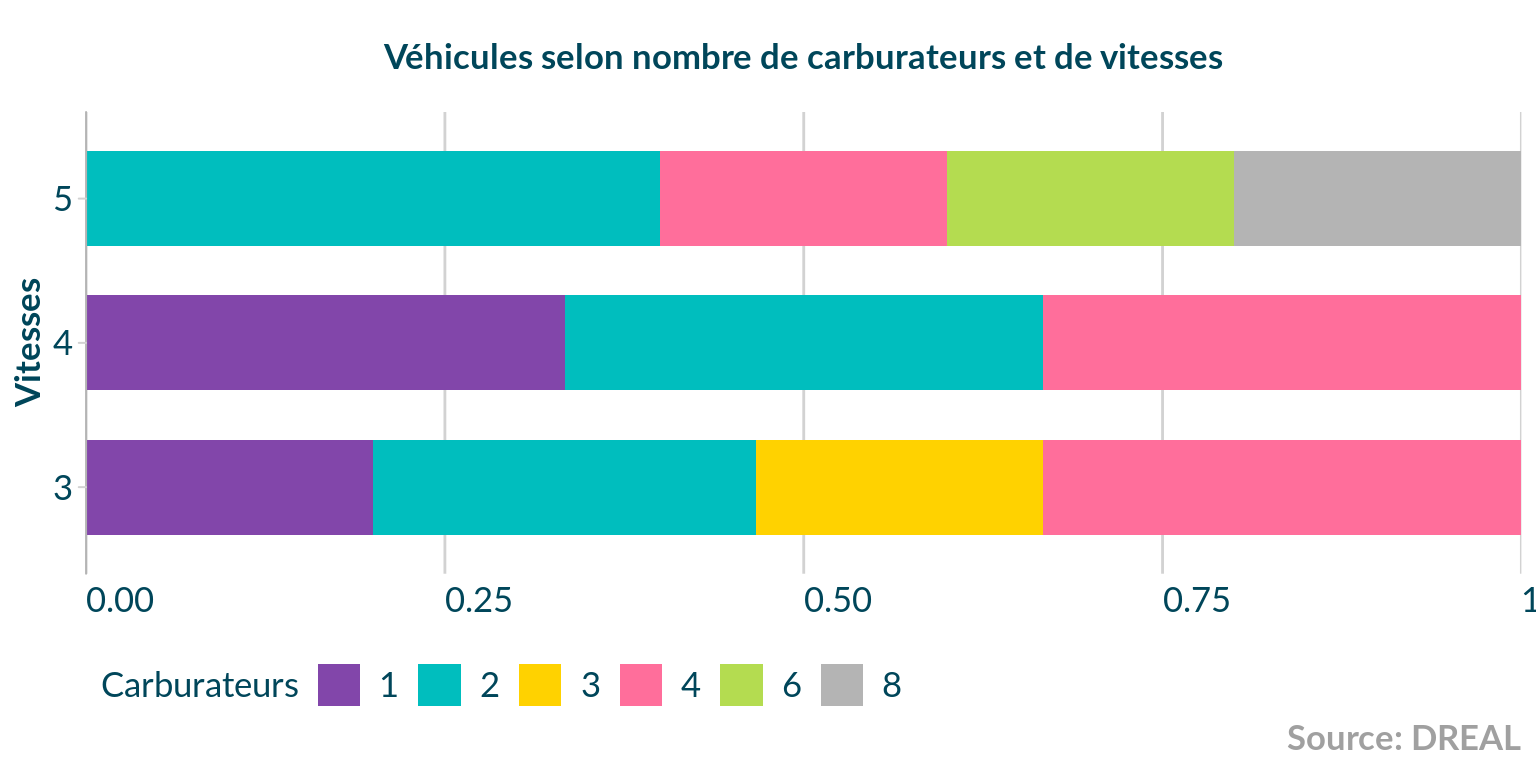 Véhicules selon nombre de carburateurs et de vitesses
Vitesses
5
4
3
0.00 0.25 0.50 0.75 1
Carburateurs 1 2 3 4 6 8
Source: DREAL